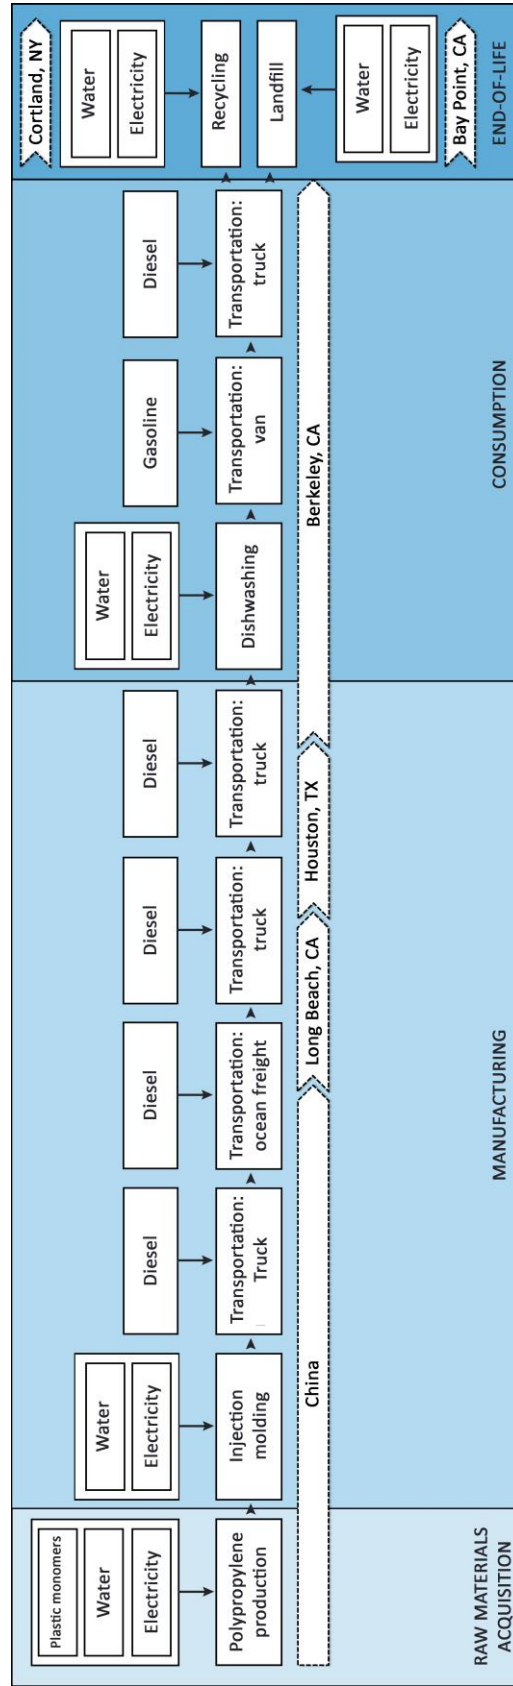 Plastic monomers
Water
Electricity
Polypropylene
production
Water
Electricity
Injection
molding
Diesel
Transportation:
Truck
Diesel
Transportation:
ocean freight
Diesel
Transportation:
truck
Diesel
Transportation:
truck
Water
Electricity
Dishwashing
Gasoline
Transportation:
van
Diesel
Transportation:
truck
Cortland, NY
Water
Electricity
Recycling
Landfill
Water
Electricity
Bay Point, CA
China
Long Beach, CA
Houston, TX
Berkeley, CA
RAW MATERIALS
ACQUISITION
MANUFACTURING
CONSUMPTION
END-OF-LIFE